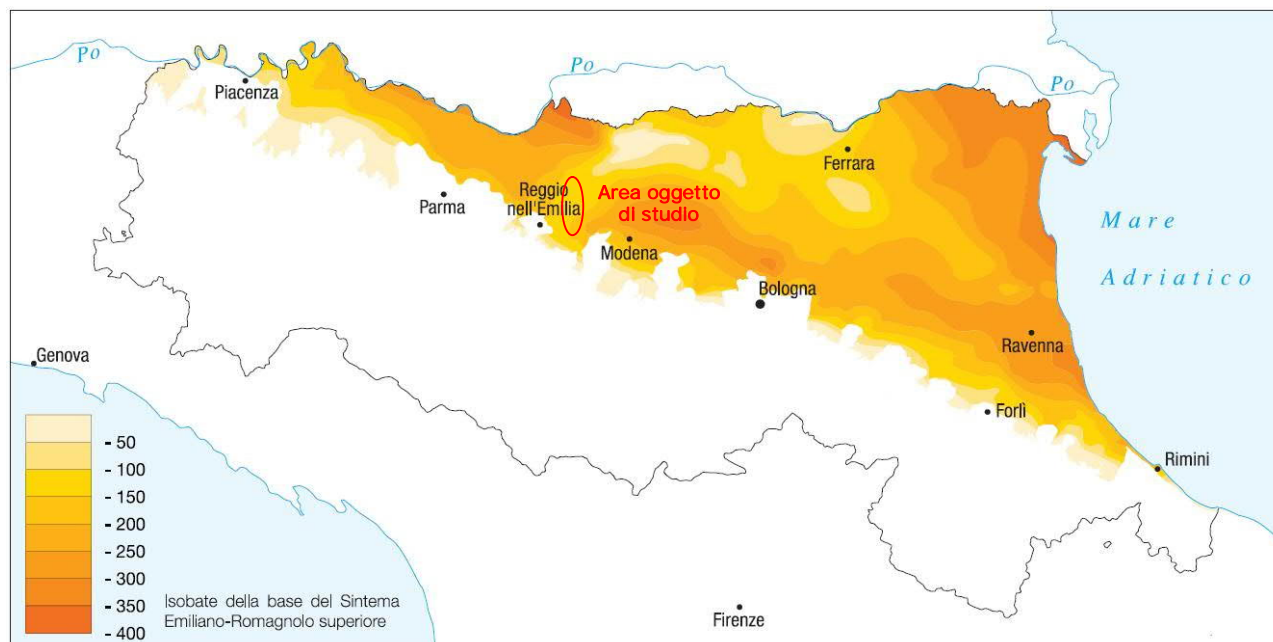 Po
Po
Po
Piacenza
Ferrara
Reggio
nell'Emilia
Area oggetto
di studio
Parma
Modena
Mare
Adriatico
Bologna
Ravenna
Genova
Forlì
Rimini
Firenze
- 50
- 100
- 150
- 200
- 250
- 300
- 350
- 400
Isobate della base del Sintema
Emiliano-Romagnolo superiore